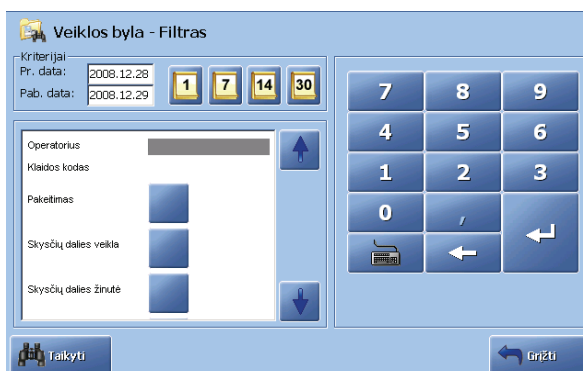 Veiklos byla - Filtras
Kriterijai
Pr. data: 2008.12.28
Pab. data: 2008.12.29
1 7 14 30
Operatorius
Klaidos kodas
Pakeitimas
Skysčių dalies veikla
Skysčių dalies žinutė
7 8 9
4 5 6
1 2 3
0 ,
Taikyti
Grįžti